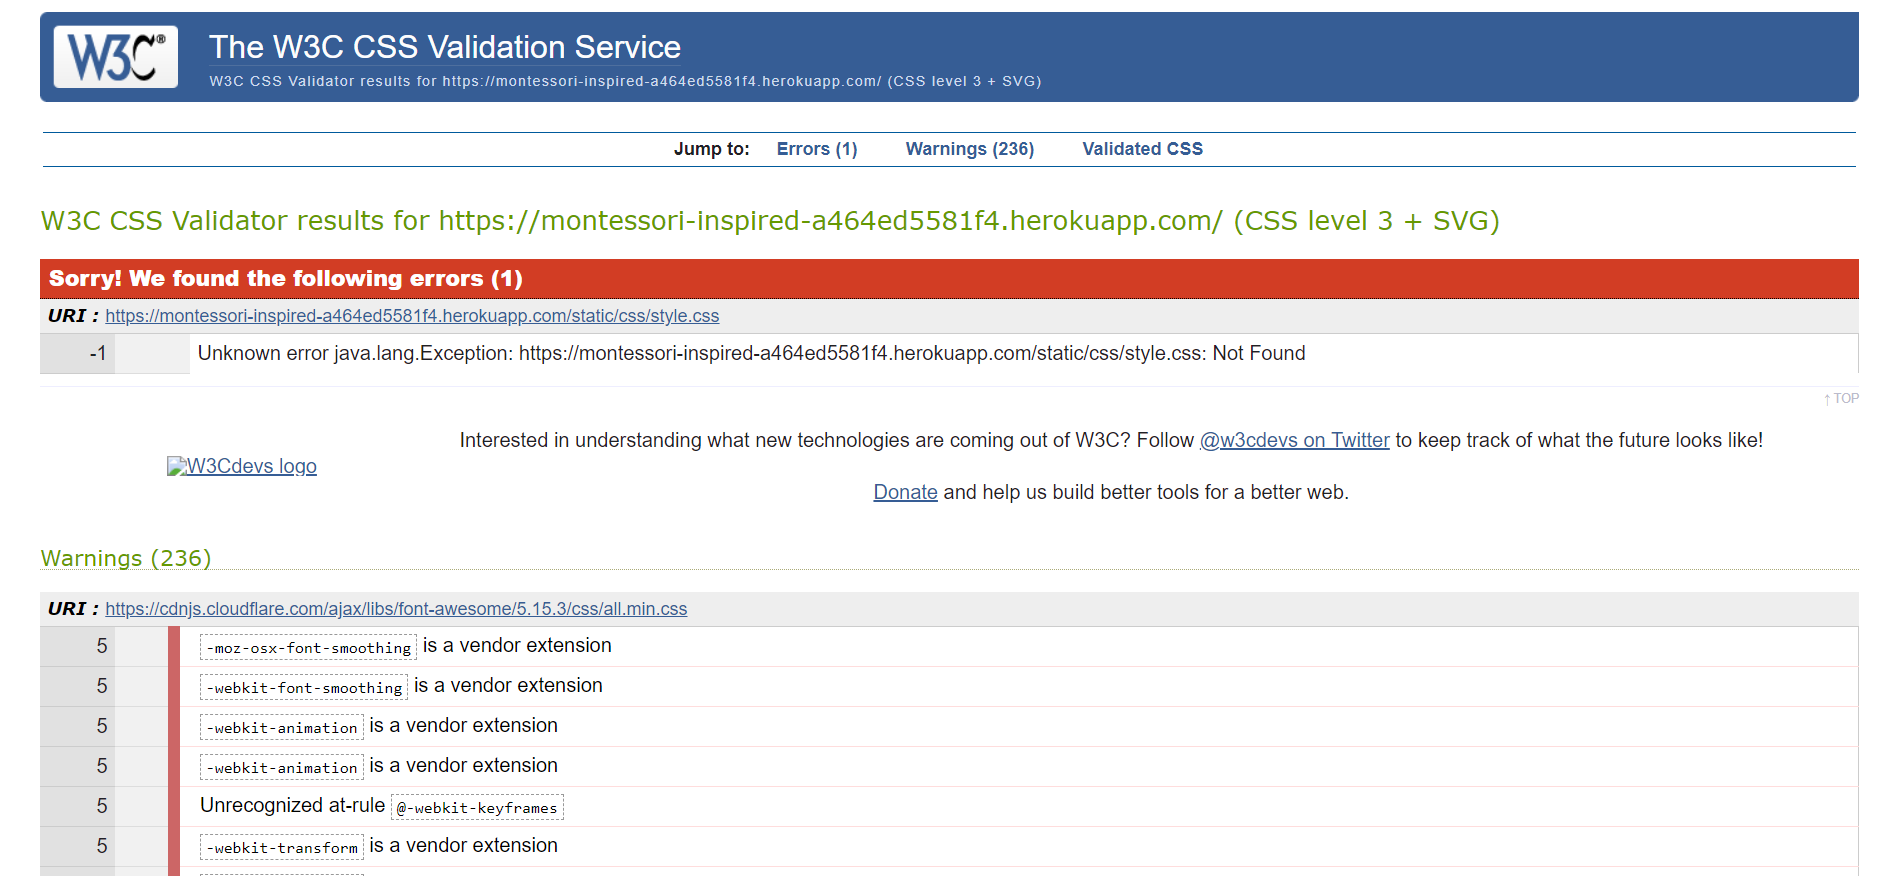 W3C®
The W3C CSS Validation Service
W3C CSS Validator results for https://montessori-inspired-a464ed5581f4.herokuapp.com/ (CSS level 3 + SVG)
Jump to: Errors (1) Warnings (236) Validated CSS
W3C CSS Validator results for https://montessori-inspired-a464ed5581f4.herokuapp.com/ (CSS level 3 + SVG)
Sorry! We found the following errors (1)
URI : https://montessori-inspired-a464ed5581f4.herokuapp.com/static/css/style.css
-1 Unknown error java.lang.Exception: https://montessori-inspired-a464ed5581f4.herokuapp.com/static/css/style.css: Not Found
↑ TOP
Interested in understanding what new technologies are coming out of W3C? Follow @w3cdevs on Twitter to keep track of what the future looks like!
W3Cdevs logo
Donate and help us build better tools for a better web.
Warnings (236)
URI : https://cdnjs.cloudflare.com/ajax/libs/font-awesome/5.15.3/css/all.min.css
5 -moz-osx-font-smoothing is a vendor extension
5 -webkit-font-smoothing is a vendor extension
5 -webkit-animation is a vendor extension
5 -webkit-animation is a vendor extension
5 Unrecognized at-rule @-webkit-keyframes
5 -webkit-transform is a vendor extension